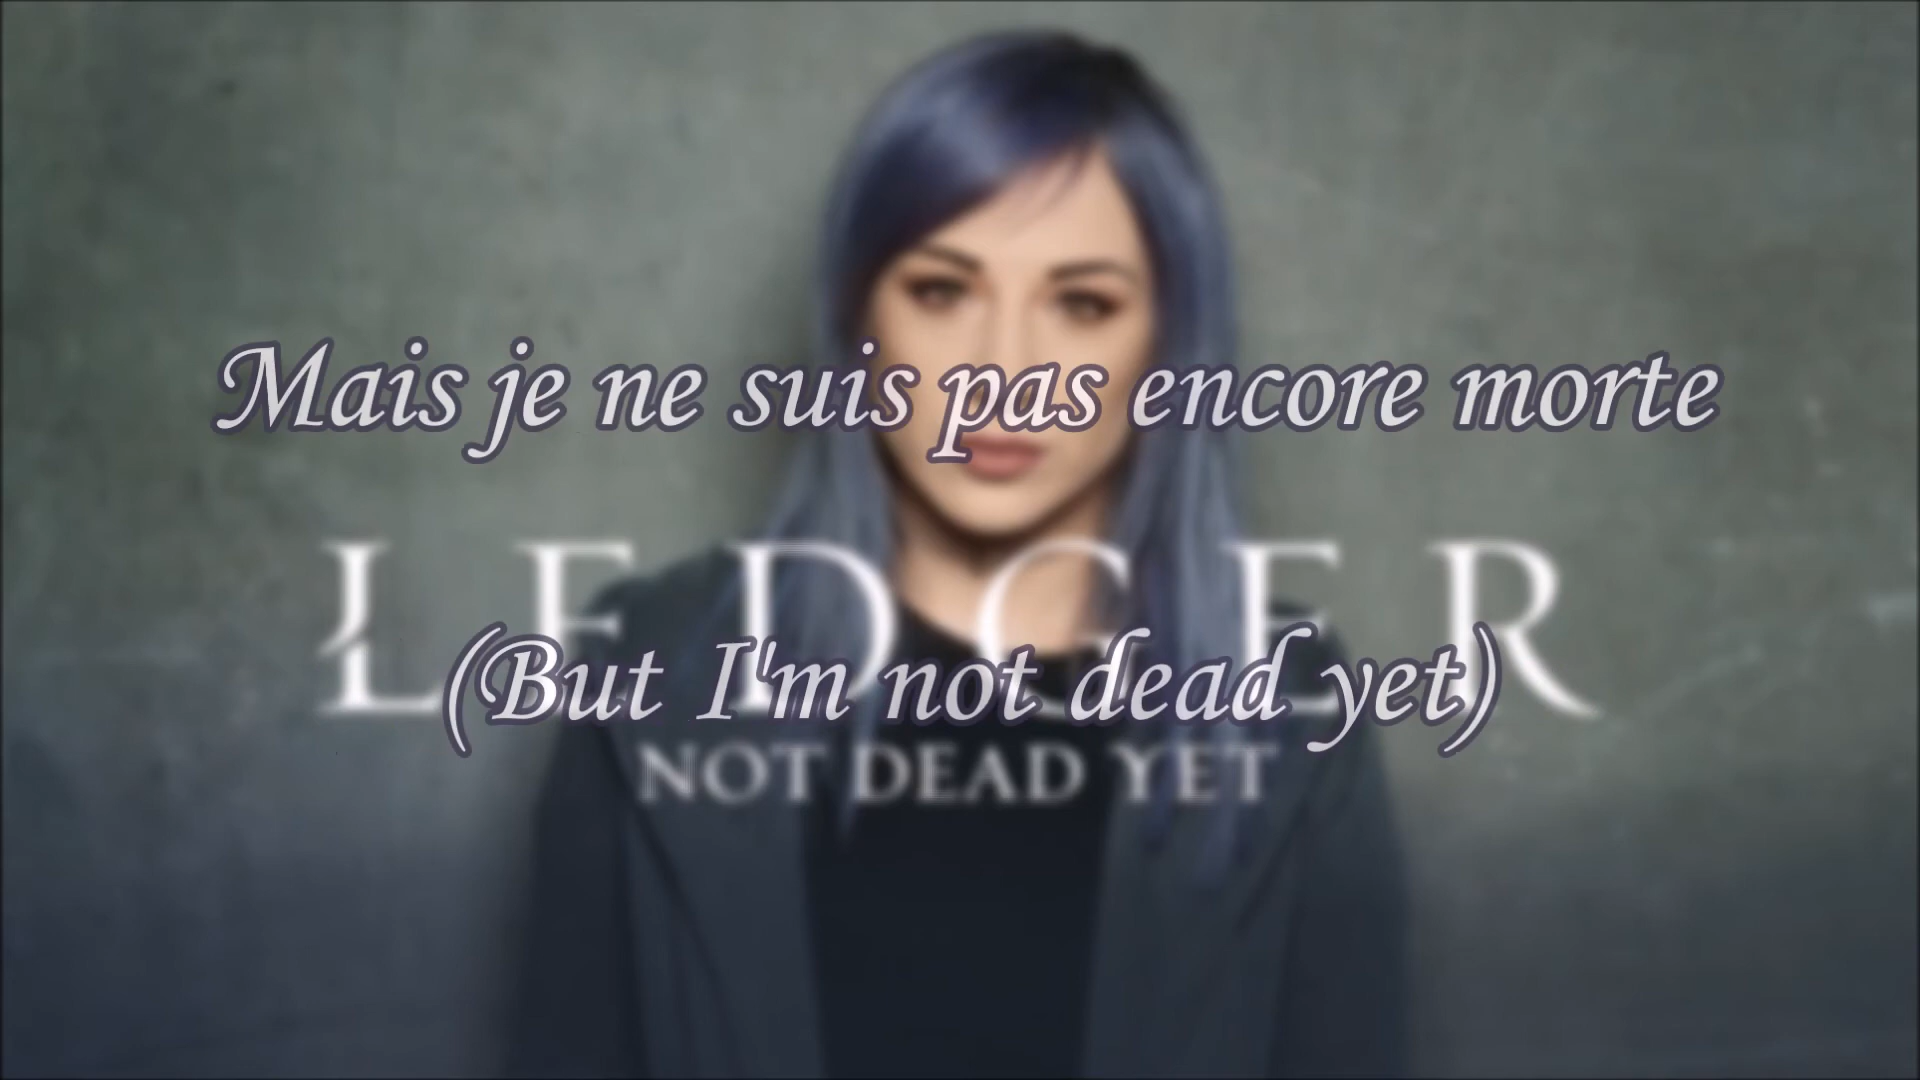 Mais je ne suis pas encore morte
LEDGER
(But I'm not dead yet)
NOT DEAD YET